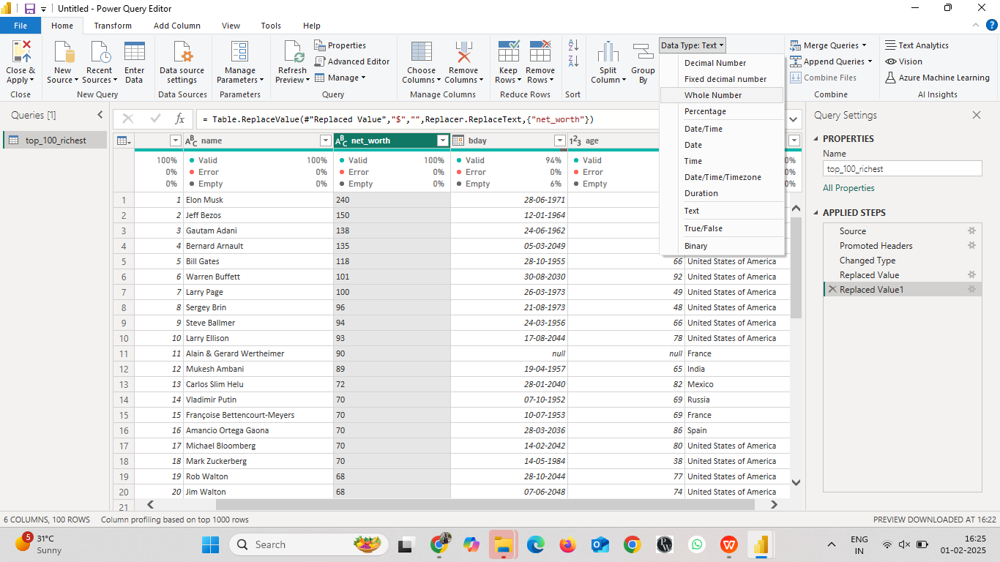 Untitled - Power Query Editor
File Home Transform Add Column View Tools Help
Close & Apply
Close
New Source
Recent Sources
Enter Data
New Query
Data source settings
Data Sources
Manage Parameters
Parameters
Refresh Preview
Properties
Advanced Editor
Manage
Query
Choose Columns
Remove Columns
Manage Columns
Keep Rows
Remove Rows
Reduce Rows
Sort
Split Column
Group By
Data Type: Text
Decimal Number
Fixed decimal number
Whole Number
Percentage
Date/Time
Date
Time
Date/Time/Timezone
Duration
Text
True/False
Binary
Merge Queries
Append Queries
Combine Files
Combine
Text Analytics
Vision
Azure Machine Learning
AI Insights
Queries [1]
top_100_richest
fx = Table.ReplaceValue(#"Replaced Value","$","",Replacer.ReplaceText,{"net_worth"})
name net_worth bday age
100% Valid 100% Valid 100% Valid 94% Valid 0%
0% Error 0% Error 0% Error 0% Error 0%
0% Empty 0% Empty 0% Empty 6% Empty 0%
1 1 Elon Musk 240 28-06-1971
2 2 Jeff Bezos 150 12-01-1964
3 3 Gautam Adani 138 24-06-1962
4 4 Bernard Arnault 135 05-03-2049
5 5 Bill Gates 118 28-10-1955 66 United States of America
6 6 Warren Buffett 101 30-08-2030 92 United States of America
7 7 Larry Page 100 26-03-1973 49 United States of America
8 8 Sergey Brin 96 21-08-1973 48 United States of America
9 9 Steve Ballmer 94 24-03-1956 66 United States of America
10 10 Larry Ellison 93 17-08-2044 78 United States of America
11 11 Alain & Gerard Wertheimer 90 null null France
12 12 Mukesh Ambani 89 19-04-1957 65 India
13 13 Carlos Slim Helu 72 28-01-2040 82 Mexico
14 14 Vladimir Putin 70 07-10-1952 69 Russia
15 15 Françoise Bettencourt-Meyers 70 10-07-1953 69 France
16 16 Amancio Ortega Gaona 70 28-03-2036 86 Spain
17 17 Michael Bloomberg 70 14-02-2042 80 United States of America
18 18 Mark Zuckerberg 70 14-05-1984 38 United States of America
19 19 Rob Walton 68 28-10-2044 77 United States of America
20 20 Jim Walton 68 07-06-2048 74 United States of America
21
Query Settings
PROPERTIES
Name
top_100_richest
All Properties
APPLIED STEPS
Source
Promoted Headers
Changed Type
Replaced Value
Replaced Value1
6 COLUMNS, 100 ROWS Column profiling based on top 1000 rows PREVIEW DOWNLOADED AT 16:22
5
31°C
Sunny
Search
ENG
IN
16:25
01-02-2025